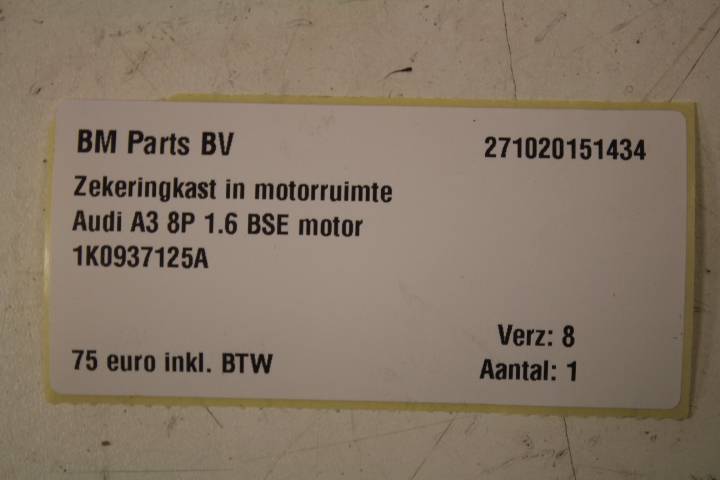 BM Parts BV 271020151434
Zekeringkast in motorruimte
Audi A3 8P 1.6 BSE motor
1K0937125A
Verz: 8
75 euro inkl. BTW Aantal: 1